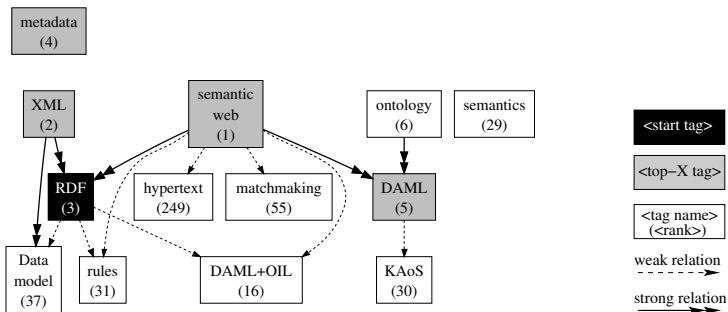 metadata
(4)
XML
(2)
semantic
web
(1)
ontology
(6)
semantics
(29)
<start tag>
RDF
(3)
hypertext
(249)
matchmaking
(55)
DAML
(5)
<top-X tag>
<tag name>
(<rank>)
Data
model
(37)
rules
(31)
DAML+OIL
(16)
KAoS
(30)
weak relation
strong relation